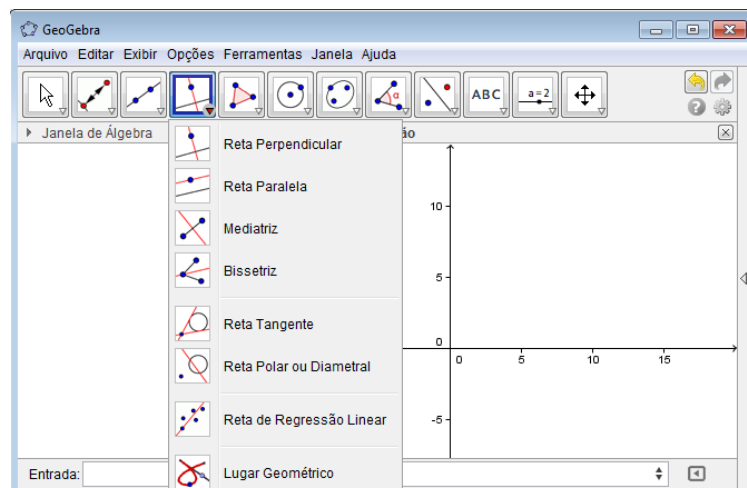 GeoGebra
Arquivo Editar Exibir Opções Ferramentas Janela Ajuda
ABC
a=2
α
Janela de Álgebra
ão
Reta Perpendicular
Reta Paralela
Mediatriz
Bissetriz
Reta Tangente
Reta Polar ou Diametral
Reta de Regressão Linear
Lugar Geométrico
10
5
0
0 5 10 15
-5
Entrada: